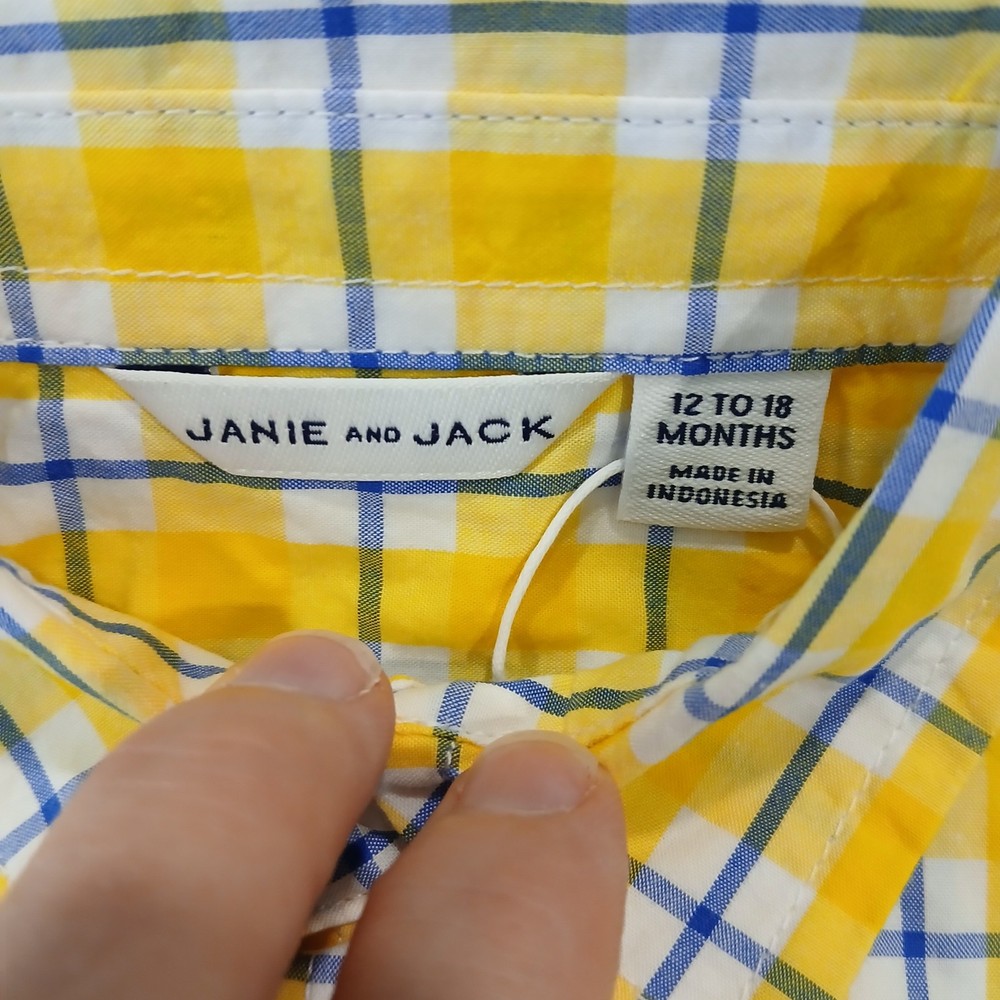 JANIE AND JACK
12 TO 18
MONTHS
MADE IN
INDONESIA